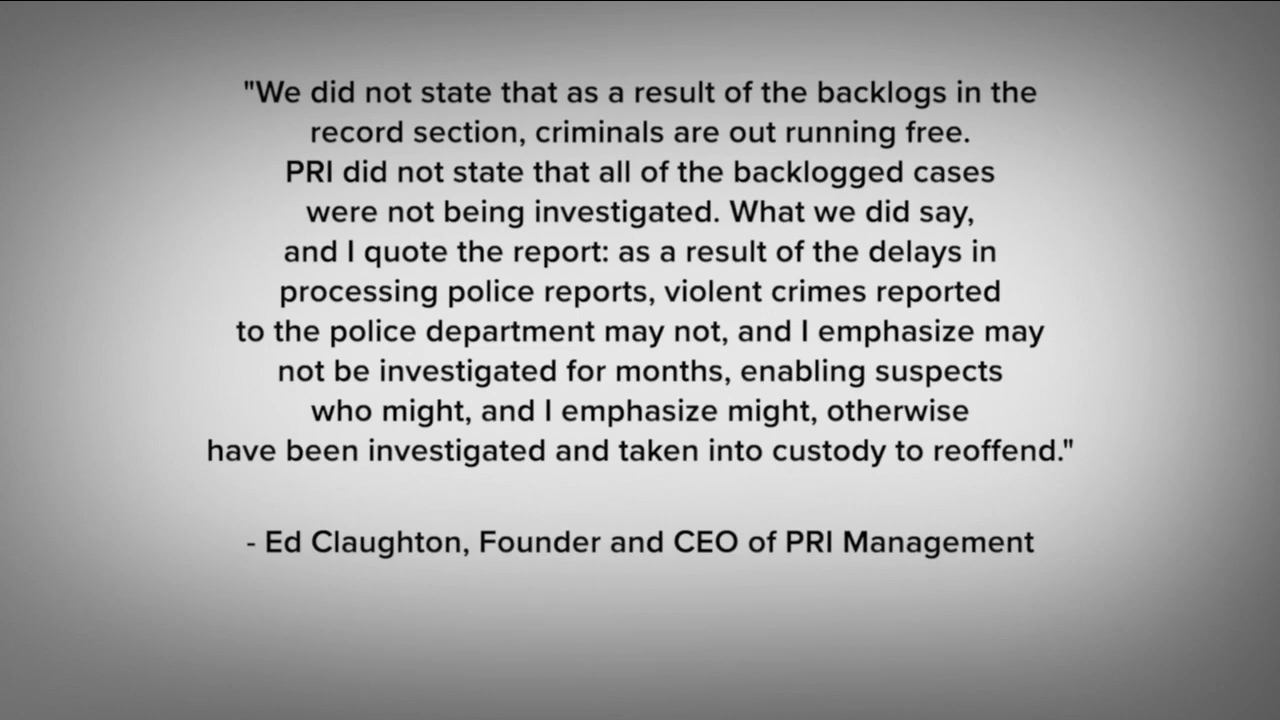 "We did not state that as a result of the backlogs in the
record section, criminals are out running free.
PRI did not state that all of the backlogged cases
were not being investigated. What we did say,
and I quote the report: as a result of the delays in
processing police reports, violent crimes reported
to the police department may not, and I emphasize may
not be investigated for months, enabling suspects
who might, and I emphasize might, otherwise
have been investigated and taken into custody to reoffend."
- Ed Claughton, Founder and CEO of PRI Management